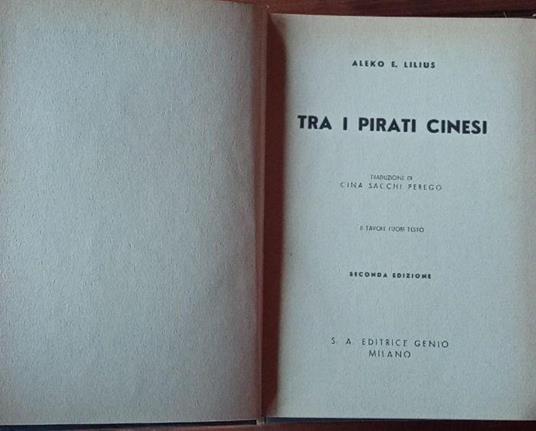 ALEKO E. LILIUS
TRA I PIRATI CINESI
TRADUZIONE DI
CINA SACCHI PEREGO
8 TAVOLE FUORI TESTO
SECONDA EDIZIONE
S. A. EDITRICE GENIO
MILANO